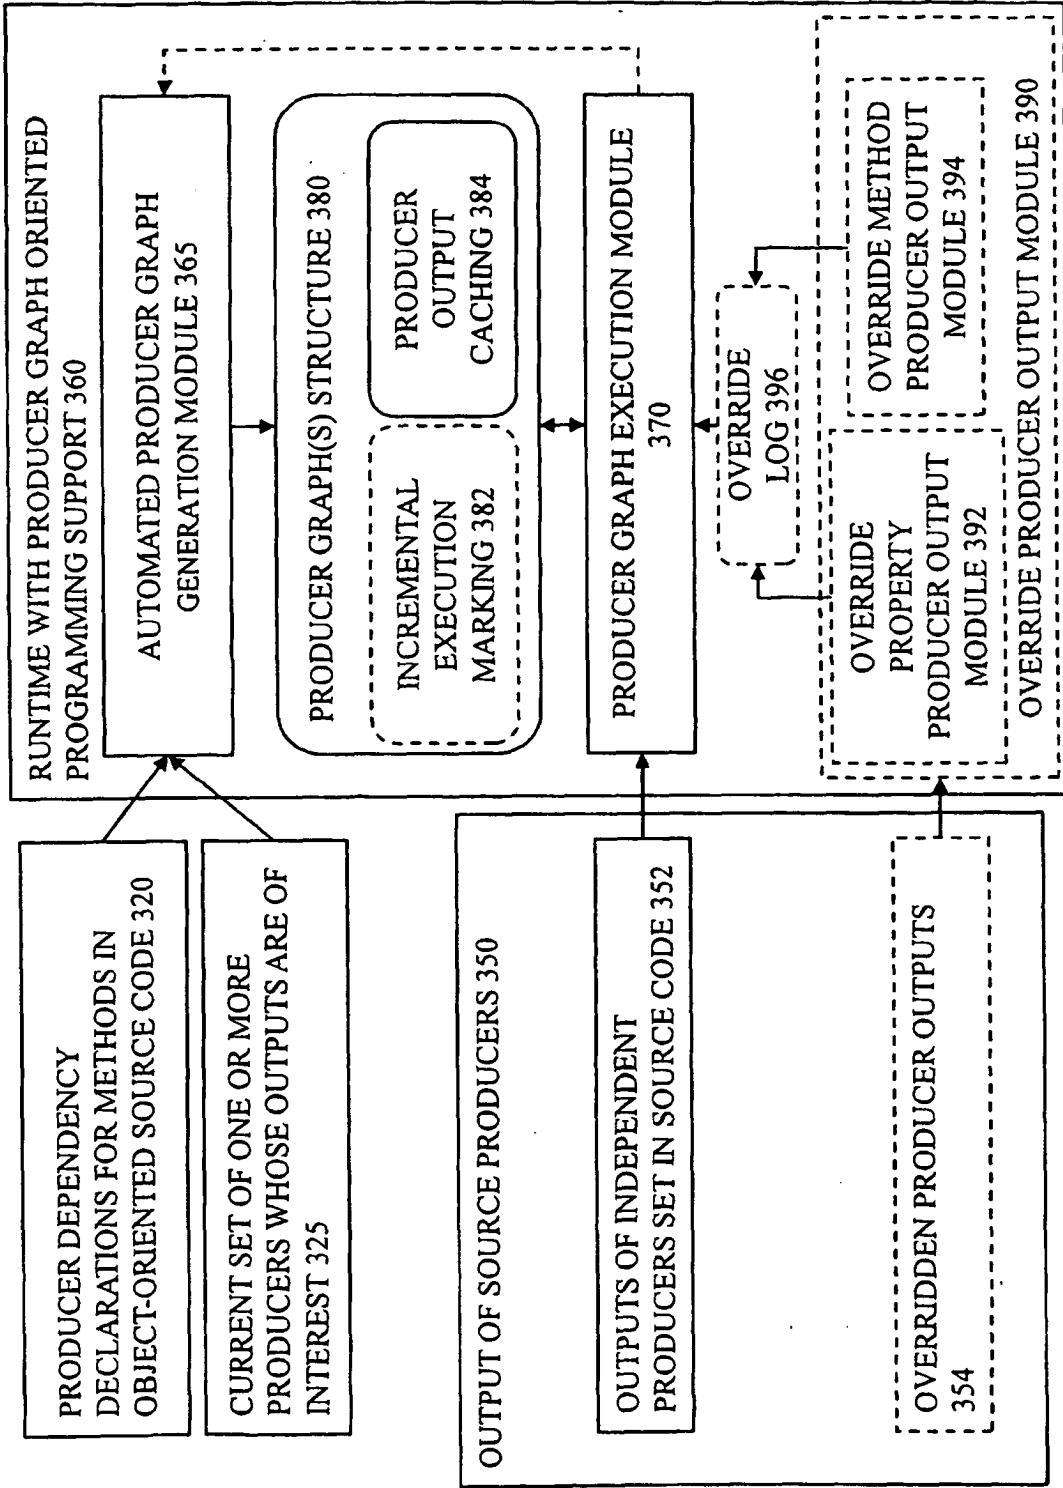 RUNTIME WITH PRODUCER GRAPH ORIENTED
PROGRAMMING SUPPORT 360
PRODUCER DEPENDENCY
DECLARATIONS FOR METHODS IN
OBJECT-ORIENTED SOURCE CODE 320
CURRENT SET OF ONE OR MORE
PRODUCERS WHOSE OUTPUTS ARE OF
INTEREST 325
AUTOMATED PRODUCER GRAPH
GENERATION MODULE 365
PRODUCER GRAPH(S) STRUCTURE 380
INCREMENTAL
EXECUTION
MARKING 382
PRODUCER
OUTPUT
CACHING 384
OUTPUT OF SOURCE PRODUCERS 350
OUTPUTS OF INDEPENDENT
PRODUCERS SET IN SOURCE CODE 352
PRODUCER GRAPH EXECUTION MODULE
370
OVERRIDE
LOG 396
OVERRIDDEN PRODUCER OUTPUTS
354
OVERRIDE
PROPERTY
PRODUCER OUTPUT
MODULE 392
OVERRIDE METHOD
PRODUCER OUTPUT
MODULE 394
OVERRIDE PRODUCER OUTPUT MODULE 390